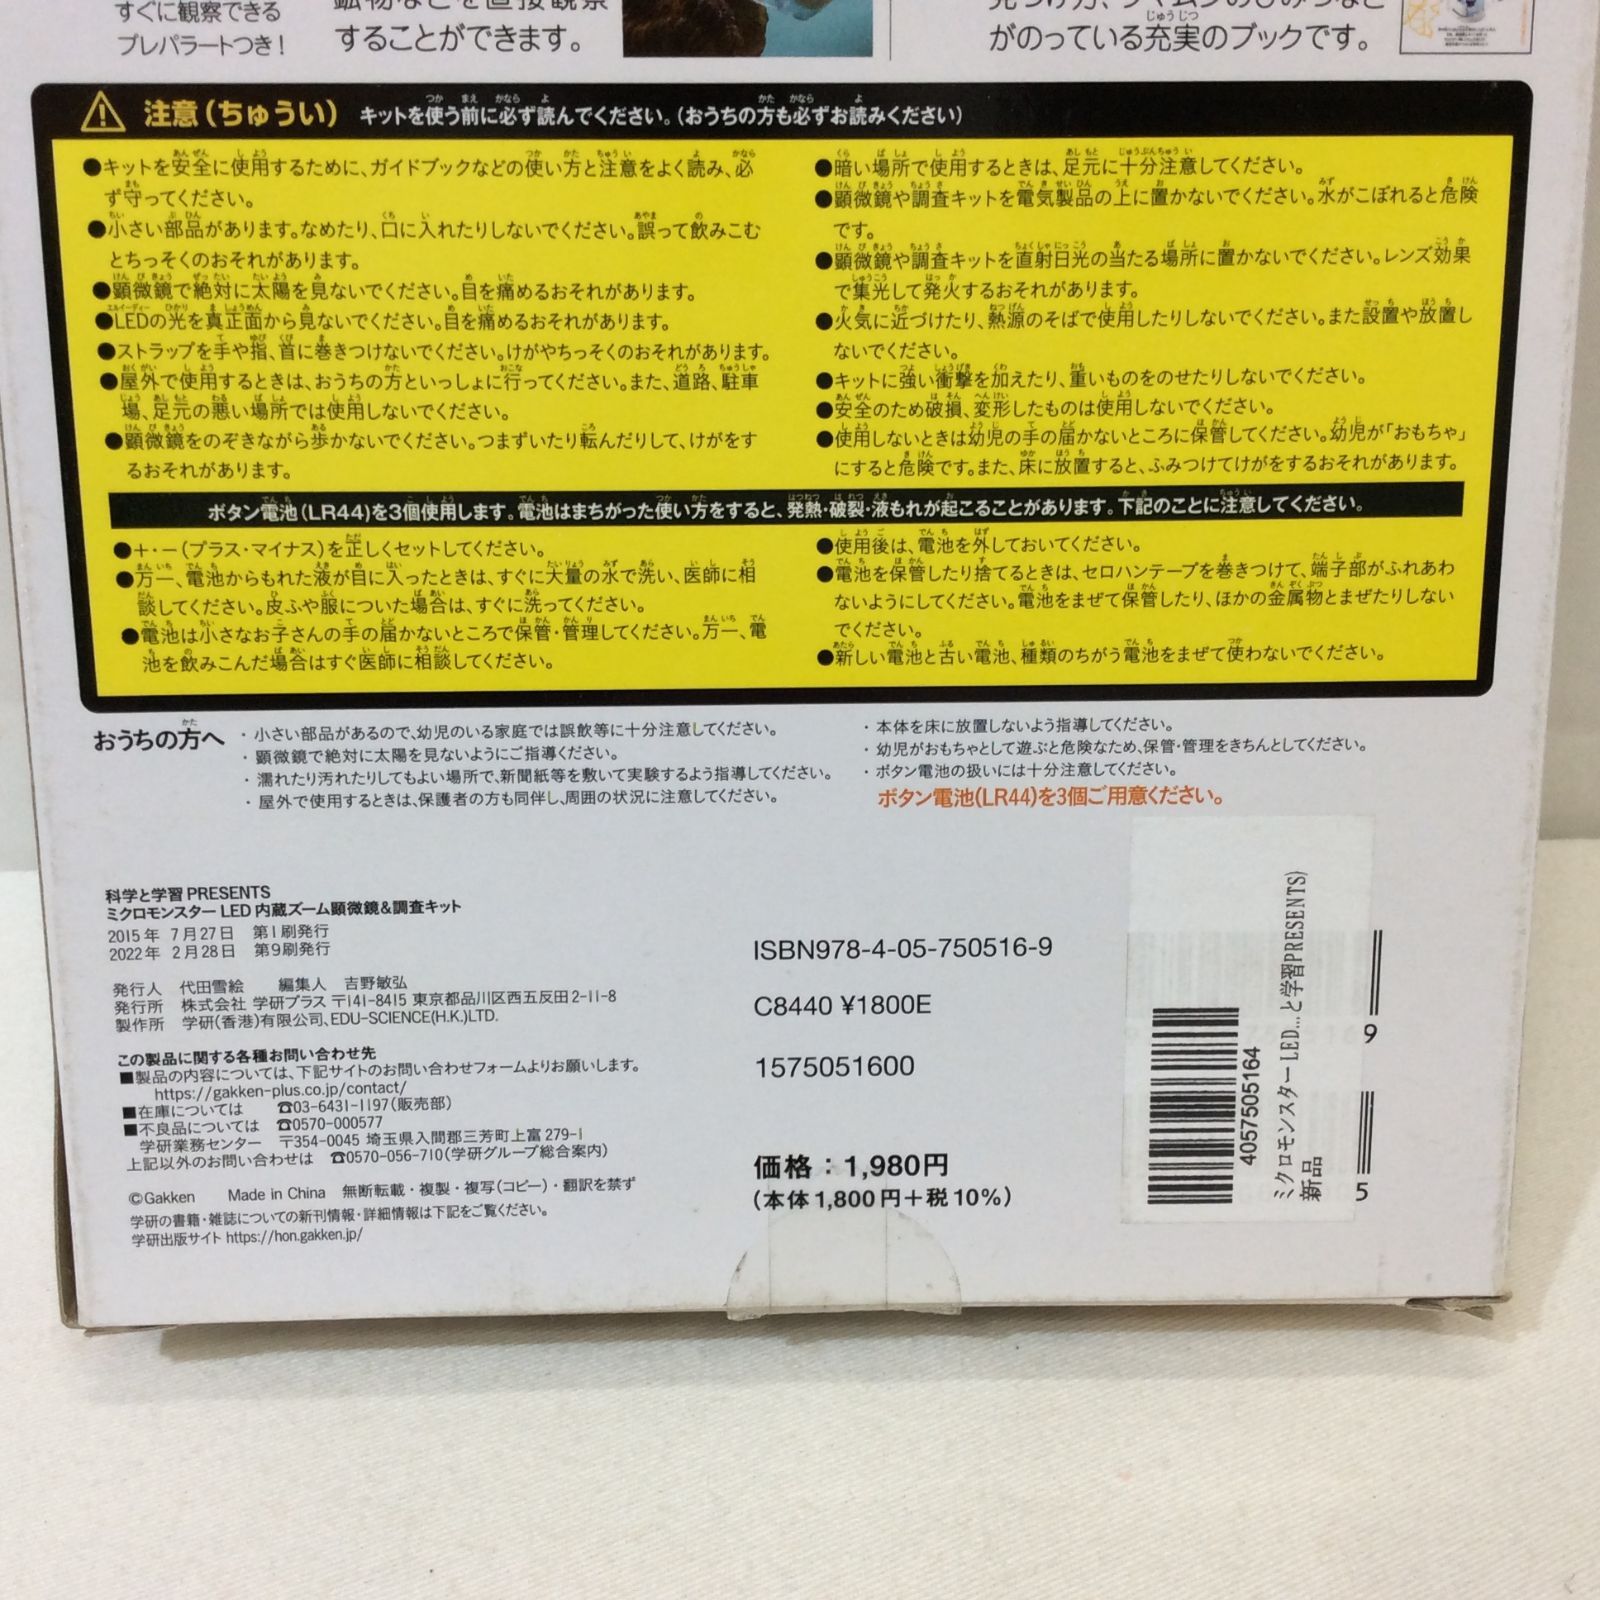 すぐに観察できる
プレパラートつき!
することができます。
がのっている充実のブックです。
注意(ちゅうい) キットを使う前に必ず読んでください。(おうちの方も必ずお読みください)
●キットを安全に使用するために、ガイドブックなどの使い方と注意をよく読み、必
ず守ってください。
●小さい部品があります。なめたり、口に入れたりしないでください。誤って飲みこむ
とちっそくのおそれがあります。
●顕微鏡で絶対に太陽を見ないでください。目を痛めるおそれがあります。
●LEDの光を真正面から見ないでください。目を痛めるおそれがあります。
●ストラップを手や指、首に巻きつけないでください。けがやちっそくのおそれがあります。
●屋外で使用するときは、おうちの方といっしょに行ってください。また、道路、駐車
場、足元の悪い場所では使用しないでください。
●顕微鏡をのぞきながら歩かないでください。つまずいたり転んだりして、けがをす
るおそれがあります。
●暗い場所で使用するときは、足元に十分注意してください。
●顕微鏡や調査キットを電気製品の上に置かないでください。水がこぼれると危険
です。
●顕微鏡や調査キットを直射日光の当たる場所に置かないでください。レンズ効果
で集光して発火するおそれがあります。
●火気に近づけたり、熱源のそばで使用したりしないでください。また設置や放置し
ないでください。
●キットに強い衝撃を加えたり、重いものをのせたりしないでください。
●安全のため破損、変形したものは使用しないでください。
●使用しないときは幼児の手の届かないところに保管してください。幼児が「おもちゃ」
にすると危険です。また、床に放置すると、ふみつけてけがをするおそれがあります。
ボタン電池(LR44)を3個使用します。電池はまちがった使い方をすると、発熱・破裂・液もれが起こることがあります。下記のことに注意してください。
●+・-(プラス・マイナス)を正しくセットしてください。
●万一、電池からもれた液が目に入ったときは、すぐに大量の水で洗い、医師に相
談してください。皮ふや服についた場合は、すぐに洗ってください。
●電池は小さなお子さんの手の届かないところで保管・管理してください。万一、電
池を飲みこんだ場合はすぐ医師に相談してください。
●使用後は、電池を外しておいてください。
●電池を保管したり捨てるときは、セロハンテープを巻きつけて、端子部がふれあわ
ないようにしてください。電池をまぜて保管したり、ほかの金属物とまぜたりしない
でください。
●新しい電池と古い電池、種類のちがう電池をまぜて使わないでください。
おうちの方へ
・小さい部品があるので、幼児のいる家庭では誤飲等に十分注意してください。
・顕微鏡で絶対に太陽を見ないようにご指導ください。
・濡れたり汚れたりしてもよい場所で、新聞紙等を敷いて実験するよう指導してください。
・屋外で使用するときは、保護者の方も同伴し、周囲の状況に注意してください。
・本体を床に放置しないよう指導してください。
・幼児がおもちゃとして遊ぶと危険なため、保管・管理をきちんとしてください。
・ボタン電池の扱いには十分注意してください。
ボタン電池(LR44)を3個ご用意ください。
科学と学習 PRESENTS
ミクロモンスター LED 内蔵ズーム顕微鏡&調査キット
2015年 7月27日 第1刷発行
2022年 2月28日 第9刷発行
発行人 代田雪絵 編集人 吉野敏弘
発行所 株式会社 学研プラス 〒141-8415 東京都品川区西五反田2-11-8
製作所 学研(香港)有限公司、EDU-SCIENCE(H.K.)LTD.
この製品に関する各種お問い合わせ先
■製品の内容については、下記サイトのお問い合わせフォームよりお願いします。
https://gakken-plus.co.jp/contact/
■在庫については ☎03-6431-1197(販売部)
■不良品については ☎0570-000577
学研業務センター 〒354-0045 埼玉県入間郡三芳町上富279-1
上記以外のお問い合わせは ☎0570-056-710(学研グループ総合案内)
©Gakken Made in China 無断転載・複製・複写(コピー)・翻訳を禁ず
学研の書籍・雑誌についての新刊情報・詳細情報は下記をご覧ください。
学研出版サイト https://hon.gakken.jp/
ISBN978-4-05-750516-9
C8440 ¥1800E
1575051600
価格:1,980円
(本体1,800円+税10%)
4057505164
ミクロモンスター LED...と学習PRESENTS)
新品
9
5